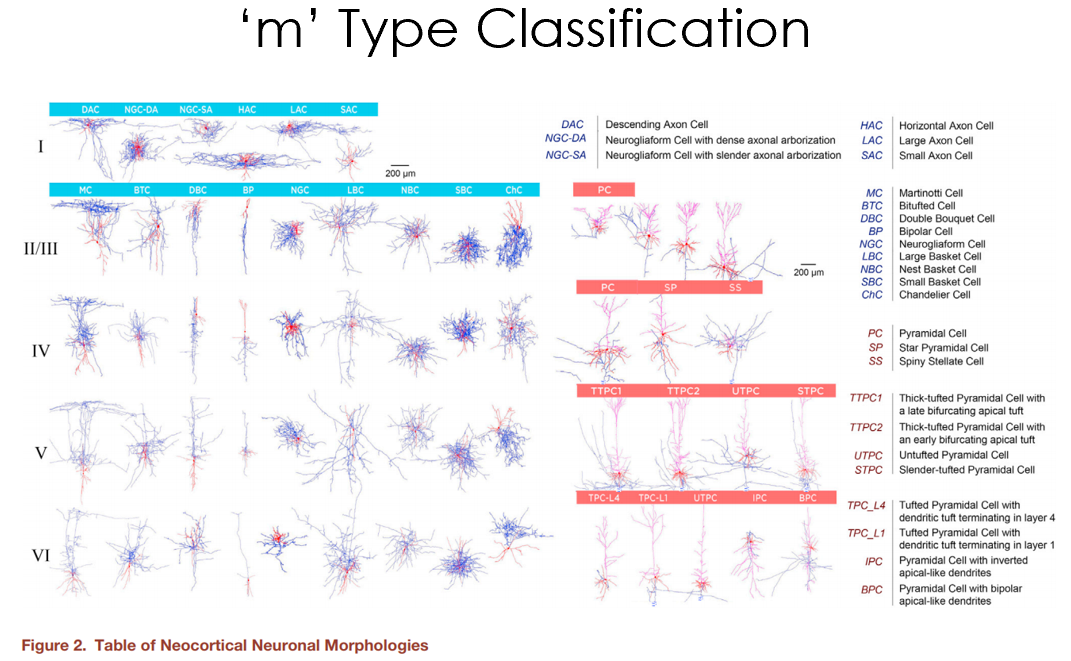 ‘m’ Type Classification
DAC NGC-DA NGC-SA HAC LAC SAC
I
200 µm
DAC Descending Axon Cell
NGC-DA Neurogliaform Cell with dense axonal arborization
NGC-SA Neurogliaform Cell with slender axonal arborization
HAC Horizontal Axon Cell
LAC Large Axon Cell
SAC Small Axon Cell
MC BTC DBC BP NGC LBC NBC SBC ChC
II/III
IV
V
VI
PC
200 µm
PC SP SS
TTPC1 TTPC2 UTPC STPC
TPC-L4 TPC-L1 UTPC IPC BPC
MC Martinotti Cell
BTC Bitufted Cell
DBC Double Bouquet Cell
BP Bipolar Cell
NGC Neurogliaform Cell
LBC Large Basket Cell
NBC Nest Basket Cell
SBC Small Basket Cell
ChC Chandelier Cell
PC Pyramidal Cell
SP Star Pyramidal Cell
SS Spiny Stellate Cell
TTPC1 Thick-tufted Pyramidal Cell with
a late bifurcating apical tuft
TTPC2 Thick-tufted Pyramidal Cell with
an early bifurcating apical tuft
UTPC Untufted Pyramidal Cell
STPC Slender-tufted Pyramidal Cell
TPC_L4 Tufted Pyramidal Cell with
dendritic tuft terminating in layer 4
TPC_L1 Tufted Pyramidal Cell with
dendritic tuft terminating in layer 1
IPC Pyramidal Cell with inverted
apical-like dendrites
BPC Pyramidal Cell with bipolar
apical-like dendrites
Figure 2. Table of Neocortical Neuronal Morphologies